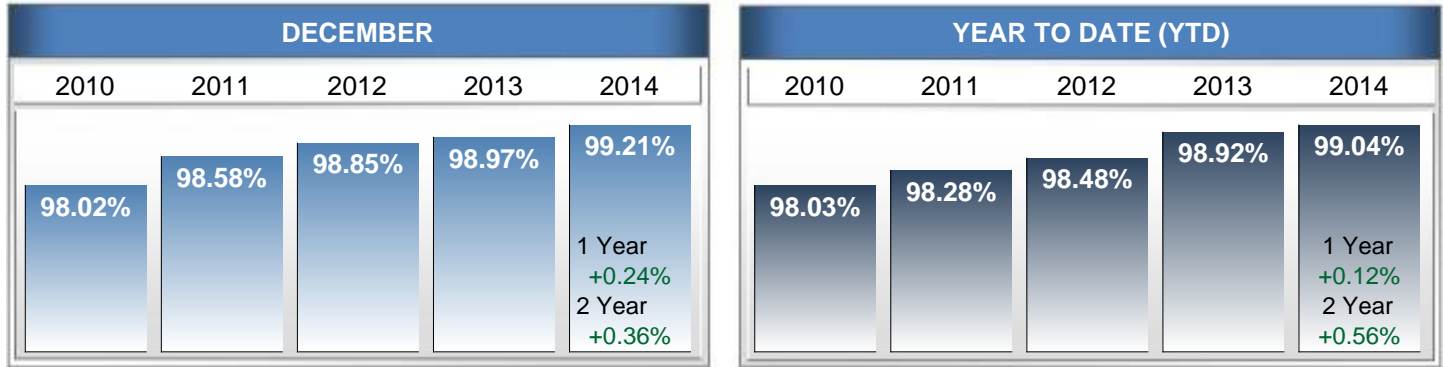 DECEMBER
2010 2011 2012 2013 2014
98.02% 98.58% 98.85% 98.97% 99.21%
1 Year
+0.24%
2 Year
+0.36%
YEAR TO DATE (YTD)
2010 2011 2012 2013 2014
98.03% 98.28% 98.48% 98.92% 99.04%
1 Year
+0.12%
2 Year
+0.56%